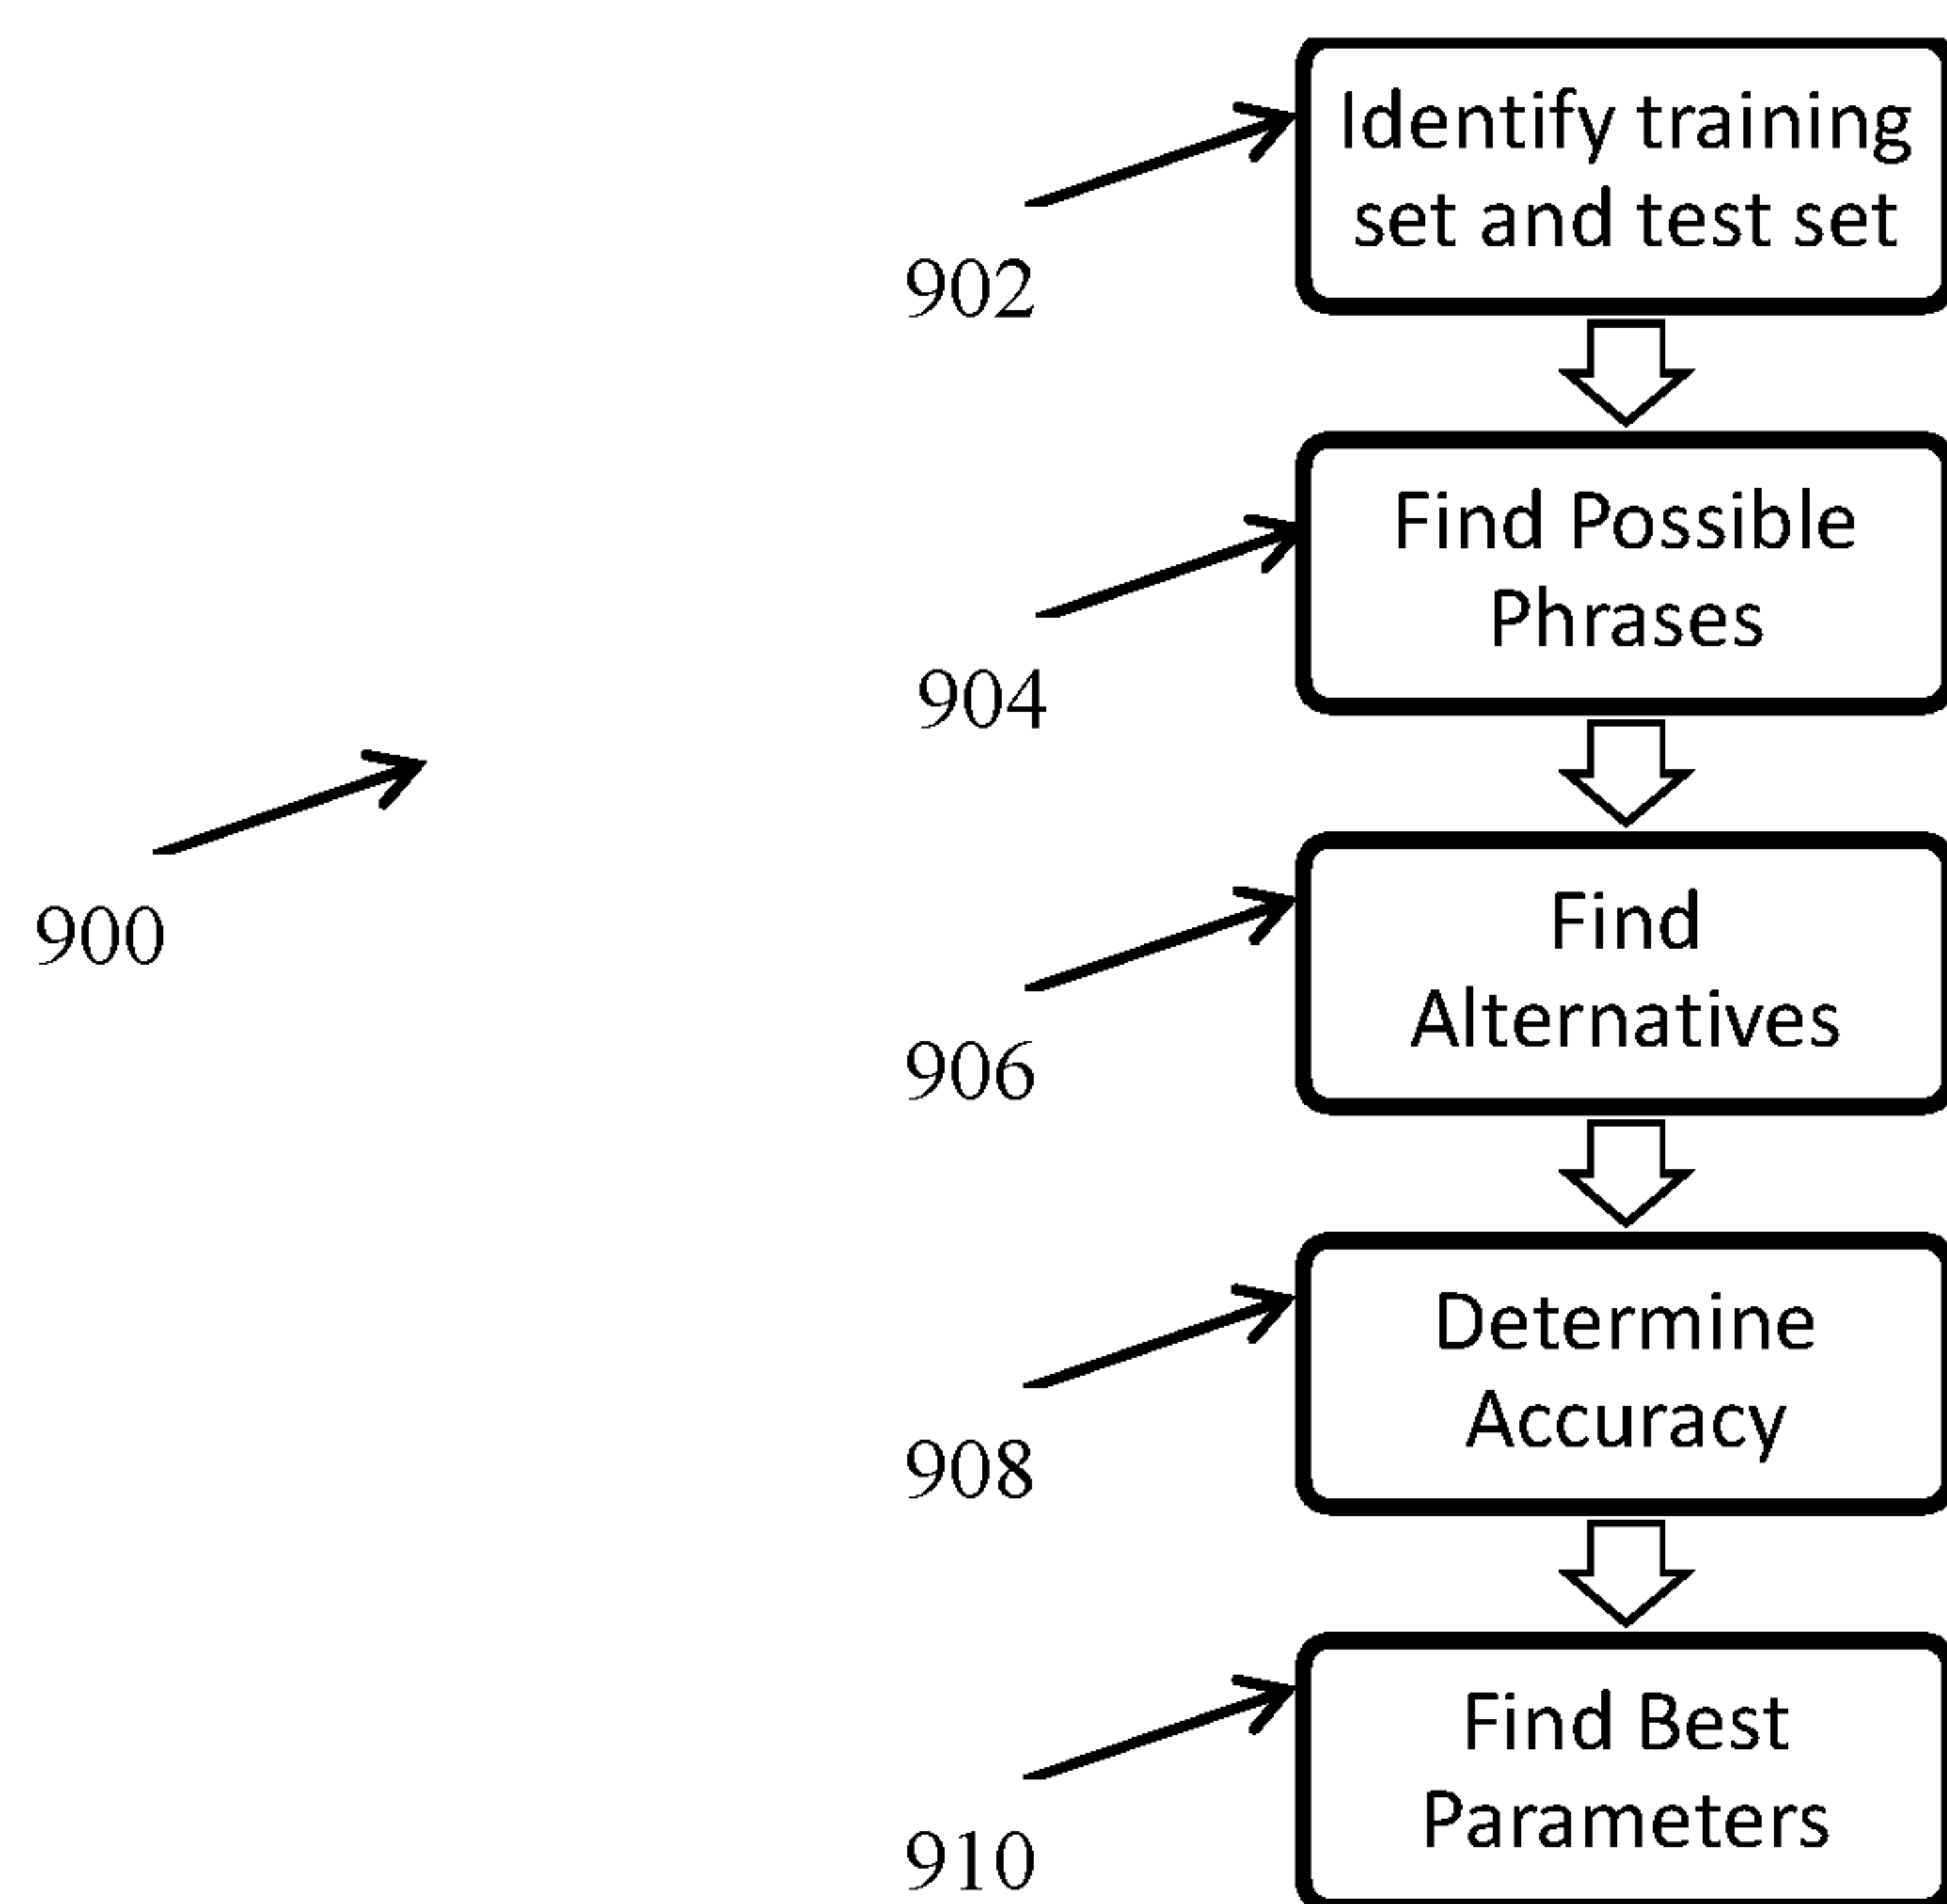 Identify training
set and test set
902
Find Possible
Phrases
904
900
Find
Alternatives
906
Determine
Accuracy
908
Find Best
Parameters
910